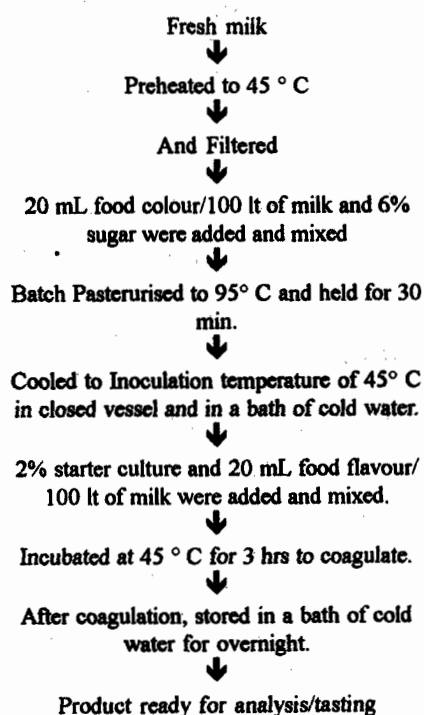 Fresh milk
Preheated to 45 ° C
And Filtered
20 mL food colour/100 lt of milk and 6%
sugar were added and mixed
Batch Pasterurised to 95° C and held for 30
min.
Cooled to Inoculation temperature of 45° C
in closed vessel and in a bath of cold water.
2% starter culture and 20 mL food flavour/
100 lt of milk were added and mixed.
Incubated at 45 ° C for 3 hrs to coagulate.
After coagulation, stored in a bath of cold
water for overnight.
Product ready for analysis/tasting